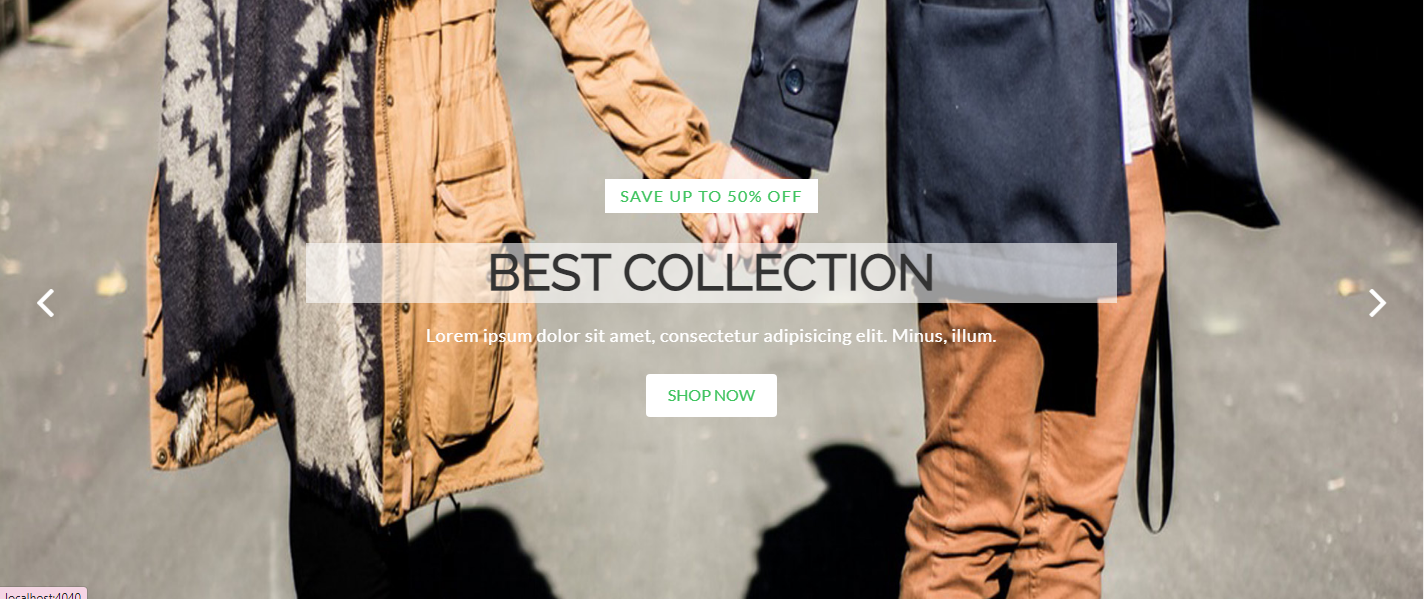 SAVE UP TO 50% OFF
BEST COLLECTION
Lorem ipsum dolor sit amet, consectetur adipisicing elit. Minus, illum.
SHOP NOW
localhost:4040